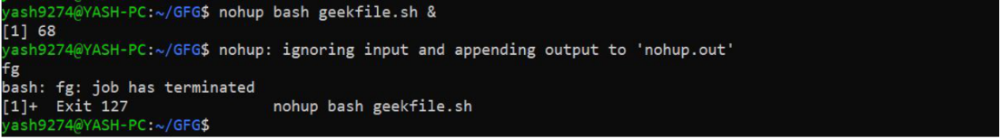 yash9274@YASH-PC:~/GFG$ nohup bash geekfile.sh &
[1] 68
yash9274@YASH-PC:~/GFG$ nohup: ignoring input and appending output to 'nohup.out'
fg
bash: fg: job has terminated
[1]+  Exit 127                nohup bash geekfile.sh
yash9274@YASH-PC:~/GFG$